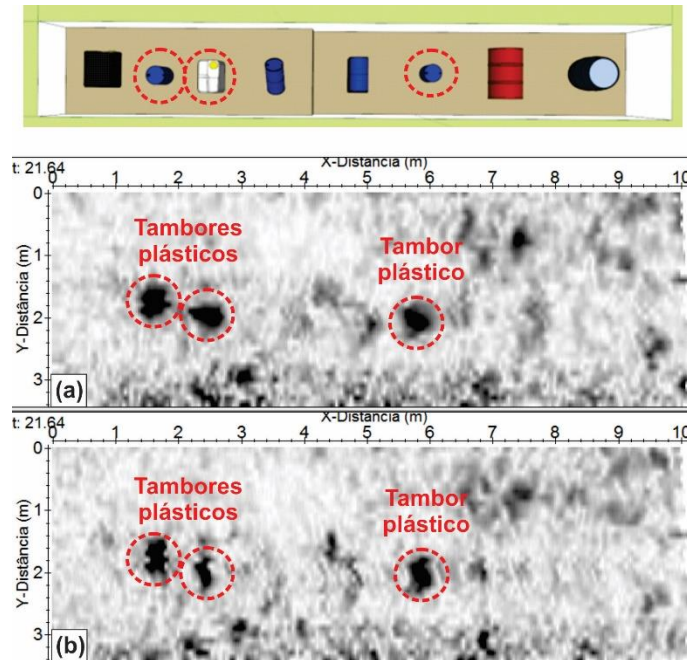 t: 21.64
X-Distância (m)
0 1 2 3 4 5 6 7 8 9 10
Y-Distância (m)
0
1
2
3
Tambores
plásticos
Tambor
plástico
(a)
t: 21.64
X-Distância (m)
0 1 2 3 4 5 6 7 8 9 10
Y-Distância (m)
0
1
2
3
Tambores
plásticos
Tambor
plástico
(b)